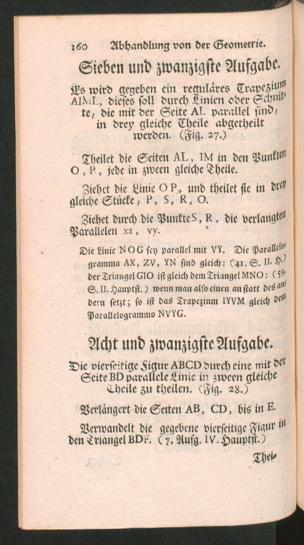 160 Abhandlung von der Geometrie.
Sieben und zwanzigste Aufgabe.
Es wird gegeben ein reguläres Trapezium
AIML, dieses soll durch Linien oder Schnit-
te, die mit der Seite AL parallel sind,
in drey gleiche Theile abgetheilt
werden. (Fig. 27.)
Theilet die Seiten AL, IM in den Punkten
O, P, jede in zween gleiche Theile.
Ziehet die Linie OP, und theilet sie in drey
gleiche Stücke, P, S, R, O.
Ziehet durch die Punkte S, R, die verlangten
Parallelen xz, vy.
Die Linie NOG sey parallel mit VY. Die Parallelo-
gramma AX, ZV, YN sind gleich: (41. S. II. H.)
der Triangel GIO ist gleich dem Triangel MNO: (59.
S. II. Hauptst.) wenn man also einen an statt des an-
dern setzt; so ist das Trapezium IYVM gleich dem
Parallelogrammo NVYG.
Acht und zwanzigste Aufgabe.
Die vierseitige Figur ABCD durch eine mit der
Seite BD parallele Linie in zween gleiche
Theile zu theilen. (Fig. 28.)
Verlängert die Seiten AB, CD, bis in E.
Verwandelt die gegebene vierseitige Figur in
den Triangel BDF. (7. Aufg. IV. Hauptst.)
Thei-